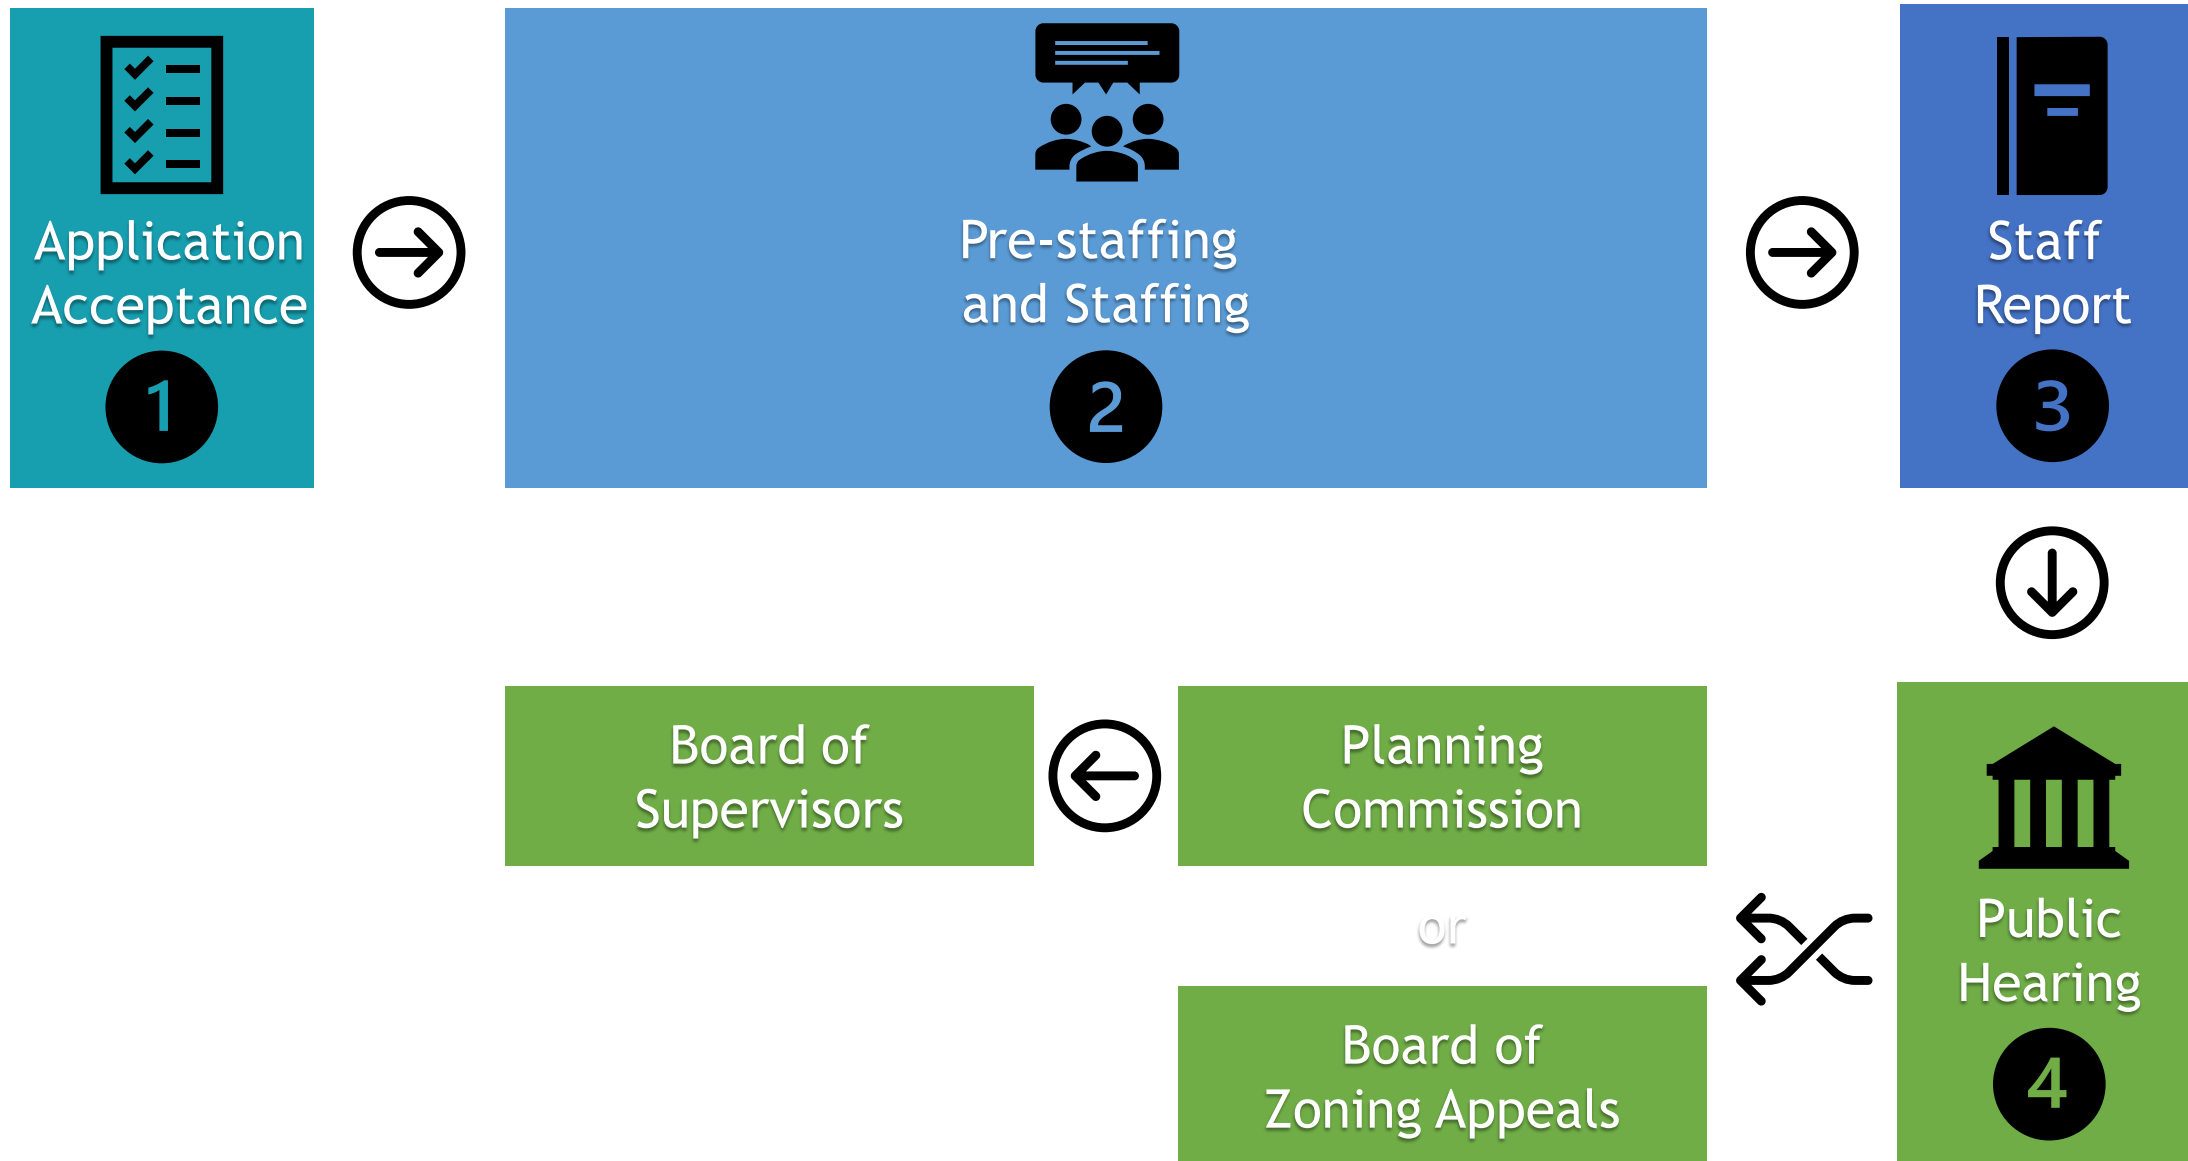 Application
Acceptance
1
Pre-staffing
and Staffing
2
Staff
Report
3
Board of
Supervisors
Planning
Commission
or
Board of
Zoning Appeals
Public
Hearing
4